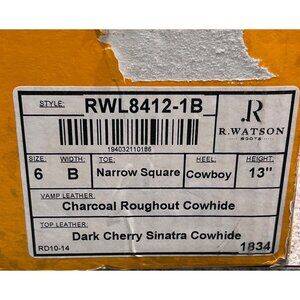 STYLE: RWL8412-1B
R
R.WATSON
BOOTS
194032110186
SIZE: WIDTH: TOE: HEEL: HEIGHT:
6 B Narrow Square Cowboy 13"
VAMP LEATHER:
Charcoal Roughout Cowhide
TOP LEATHER:
Dark Cherry Sinatra Cowhide
RD10-14 1834